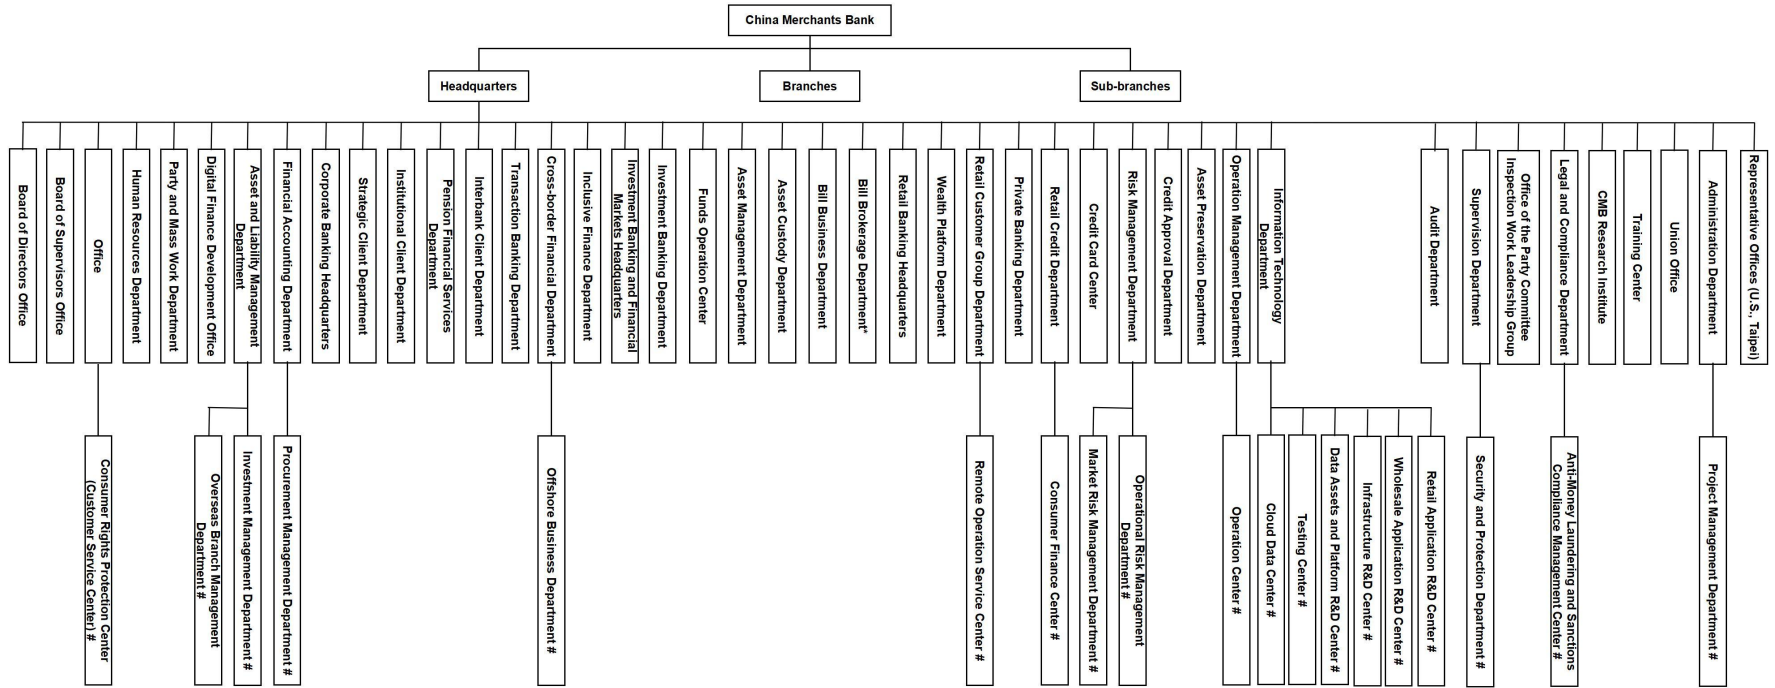 China Merchants Bank
Headquarters
Branches
Sub-branches
Board of Directors Office
Board of Supervisors Office
Office
Human Resources Department
Party and Mass Work Department
Digital Finance Development Office
Asset and Liability Management
Department
Financial Accounting Department
Corporate Banking Headquarters
Strategic Client Department
Institutional Client Department
Pension Financial Services
Department
Interbank Client Department
Transaction Banking Department
Cross-border Financial Department
Inclusive Finance Department
Investment Banking and Financial
Markets Headquarters
Investment Banking Department
Funds Operation Center
Asset Management Department
Asset Custody Department
Bill Business Department
Bill Brokerage Department*
Retail Banking Headquarters
Wealth Platform Department
Retail Customer Group Department
Private Banking Department
Retail Credit Department
Credit Card Center
Risk Management Department
Credit Approval Department
Asset Preservation Department
Operation Management Department
Information Technology
Department
Audit Department
Supervision Department
Office of the Party Committee
Inspection Work Leadership Group
Legal and Compliance Department
CMB Research Institute
Training Center
Union Office
Administration Department
Representative Offices (U.S., Taipei)
Consumer Rights Protection Center
(Customer Service Center) #
Overseas Branch Management
Department #
Investment Management Department #
Procurement Management Department #
Offshore Business Department #
Remote Operation Service Center #
Consumer Finance Center #
Market Risk Management Department #
Operational Risk Management
Department #
Operation Center #
Cloud Data Center #
Testing Center #
Data Assets and Platform R&D Center #
Infrastructure R&D Center #
Wholesale Application R&D Center #
Retail Application R&D Center #
Security and Protection Department #
Anti-Money Laundering and Sanctions
Compliance Management Center #
Project Management Department #